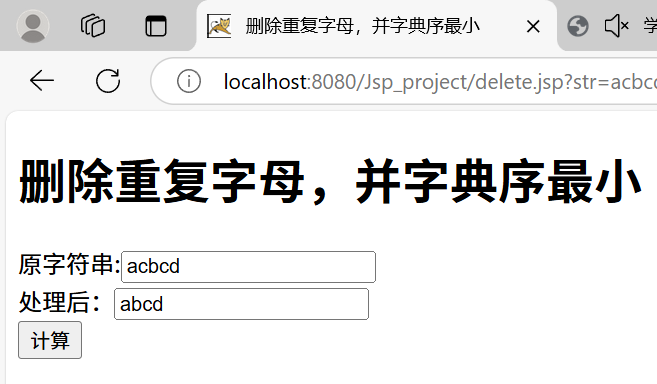 删除重复字母，并字典序最小
学
localhost:8080/Jsp_project/delete.jsp?str=acbcd
删除重复字母，并字典序最小
原字符串:acbcd
处理后：abcd
计算